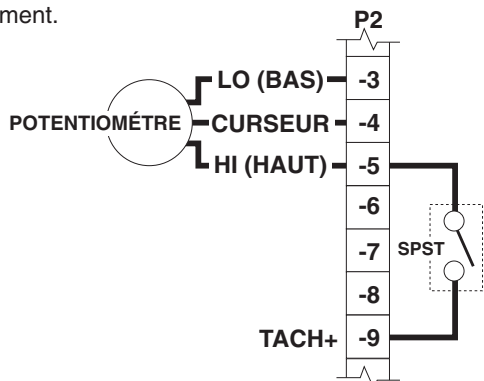 ment.
P2
LO (BAS) -3
POTENTIOMÉTRE CURSEUR -4
HI (HAUT) -5
-6
-7 SPST
-8
TACH+ -9